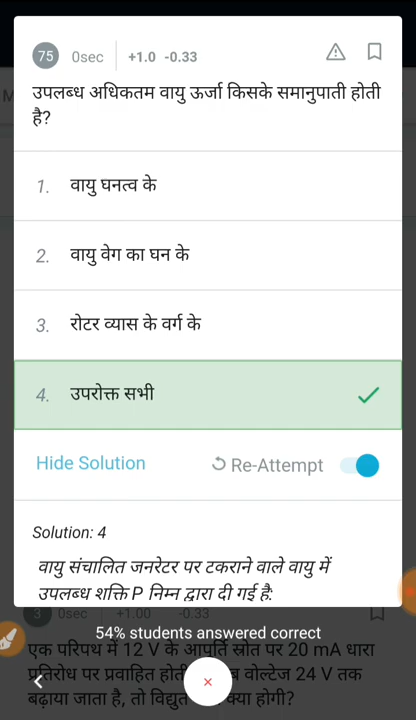 75 0sec +1.0 -0.33
उपलब्ध अधिकतम वायु ऊर्जा किसके समानुपाती होती
है?
1. वायु घनत्व के
2. वायु वेग का घन के
3. रोटर व्यास के वर्ग के
4. उपरोक्त सभी
Hide Solution Re-Attempt
Solution: 4
वायु संचालित जनरेटर पर टकराने वाले वायु में
उपलब्ध शक्ति P निम्न द्वारा दी गई है:
3 0sec +1.00 -0.33
54% students answered correct
एक परिपथ में 12 V के आपूर्ति स्रोत पर 20 mA धारा
प्रतिरोध पर प्रवाहित वोल्टेज 24 V तक
बढ़ाया जाता है, तो विद्युत क्या होगी?